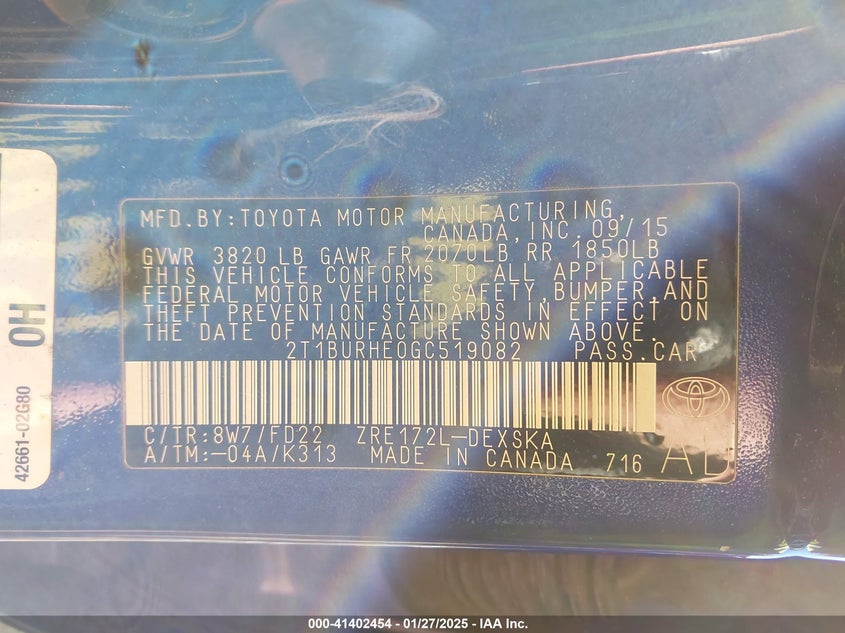 MFD.BY:TOYOTA MOTOR MANUFACTURING,
CANADA, INC. 09/15
GVWR 3820 LB GAWR FR 2070LB RR 1850LB
THIS VEHICLE CONFORMS TO ALL APPLICABLE
FEDERAL MOTOR VEHICLE SAFETY, BUMPER, AND
THEFT PREVENTION STANDARDS IN EFFECT ON
THE DATE OF MANUFACTURE SHOWN ABOVE.
2T1BURHE0GC519082 PASS.CAR
C/TR:8W7/FD22 ZRE172L-DEXSKA
A/TM:-04A/K313 MADE IN CANADA 716
42661-02G80
0H
000-41402454 - 01/27/2025 - IAA Inc.